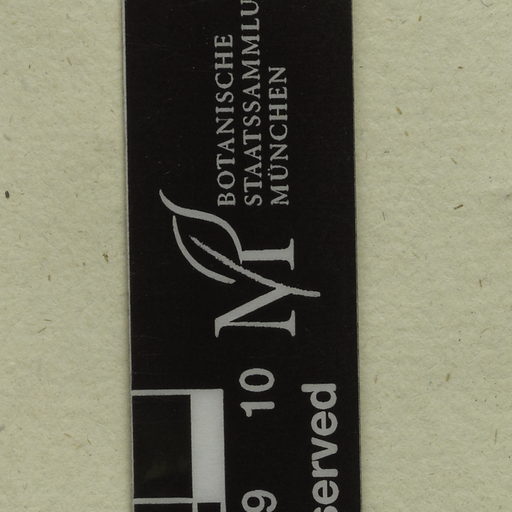 BOTANISCHE
STAATSSAMMLU
MÜNCHEN
M
9 10
served